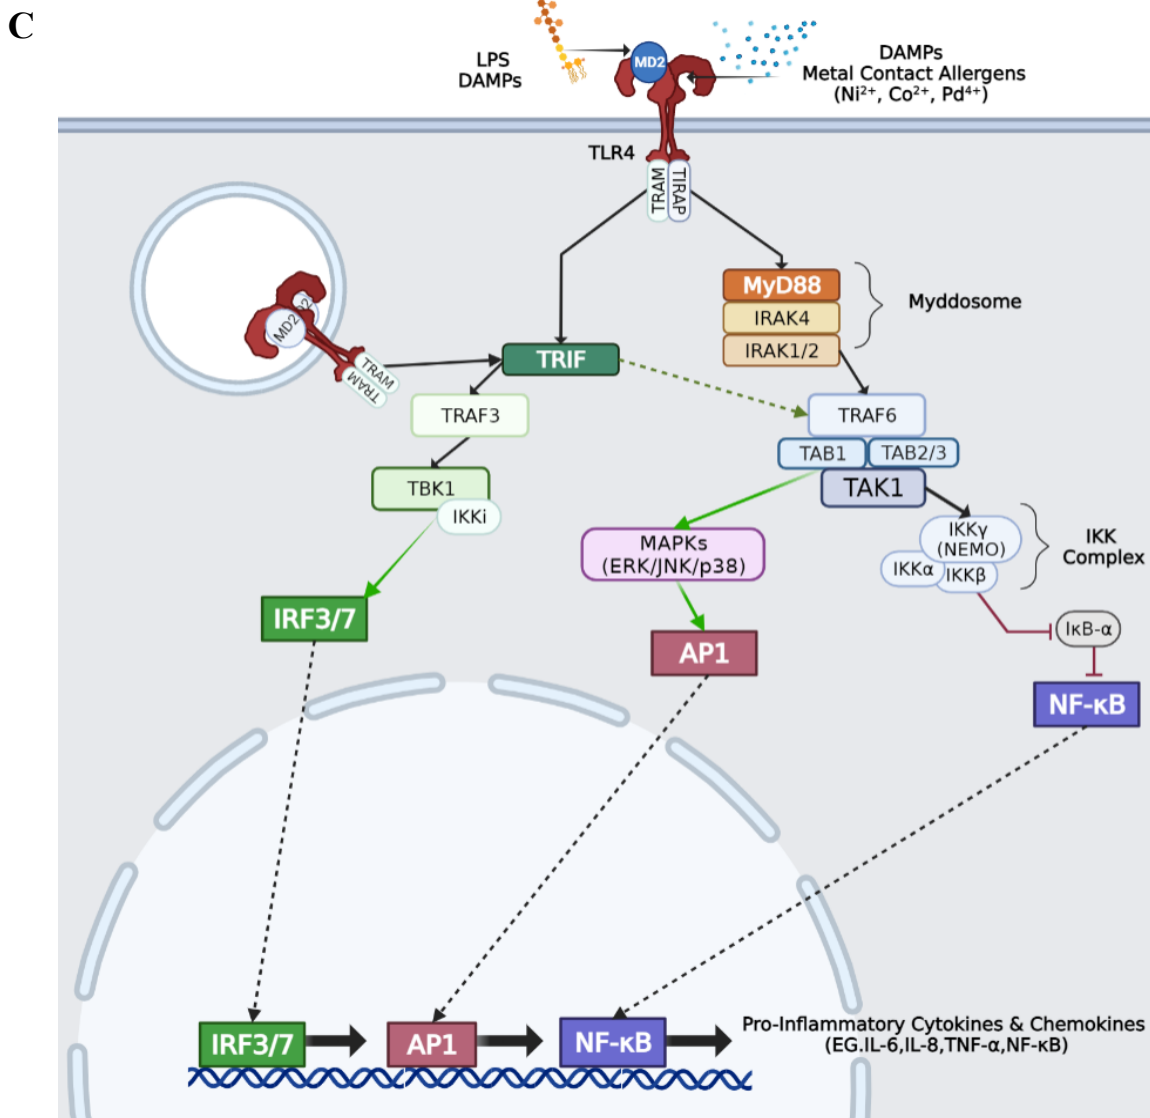 C
LPS
DAMPs
MD2
DAMPs
Metal Contact Allergens
(Ni²⁺, Co²⁺, Pd⁴⁺)
TLR4
TRAM
TIRAP
MyD88
IRAK4
IRAK1/2
Myddosome
MD2
D2
TRAM
TRAM
TRIF
TRAF3
TRAF6
TAB1
TAB2/3
TAK1
TBK1
IKKi
MAPKs
(ERK/JNK/p38)
IKKγ
(NEMO)
IKKα
IKKβ
IKK
Complex
IRF3/7
AP1
IκB-α
NF-κB
IRF3/7
AP1
NF-κB
Pro-Inflammatory Cytokines & Chemokines
(EG.IL-6,IL-8,TNF-α,NF-κB)